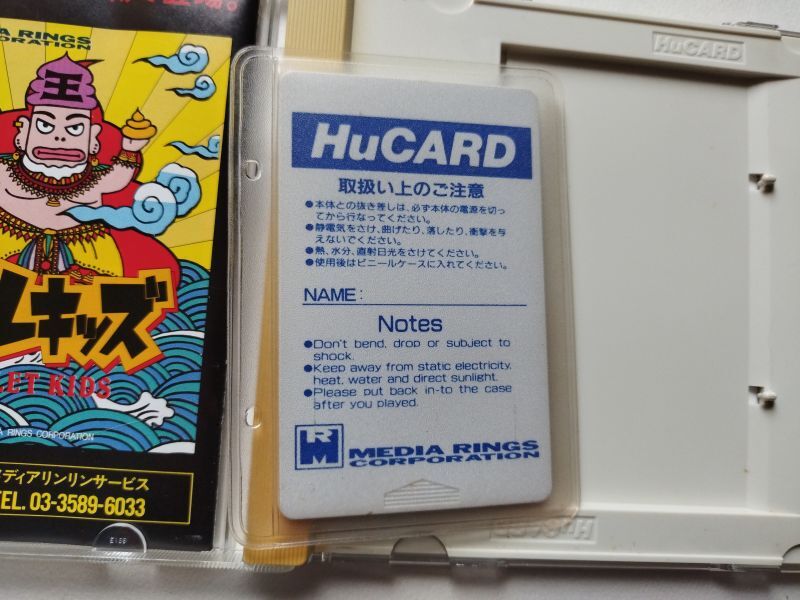 IA RINGS
ORPORATION
王
キッズ
LET KIDS
RINGS CORPORATION
メディアリンリンサービス
TEL. 03-3589-6033
HuCARD
取扱い上のご注意
●本体との抜き差しは、必ず本体の電源を切っ
てから行なってください。
●静電気をさけ、曲げたり、落したり、衝撃を与
えないでください。
●熱、水分、直射日光をさけてください。
●使用後はビニールケースに入れてください。
NAME:
Notes
●Don't bend, drop or subject to
shock.
●Keep away from static electricity,
heat, water and direct sunlight.
●Please put back in-to the case
after you played.
RM
MEDIA RINGS
CORPORATION
HuCARD
HuCARD